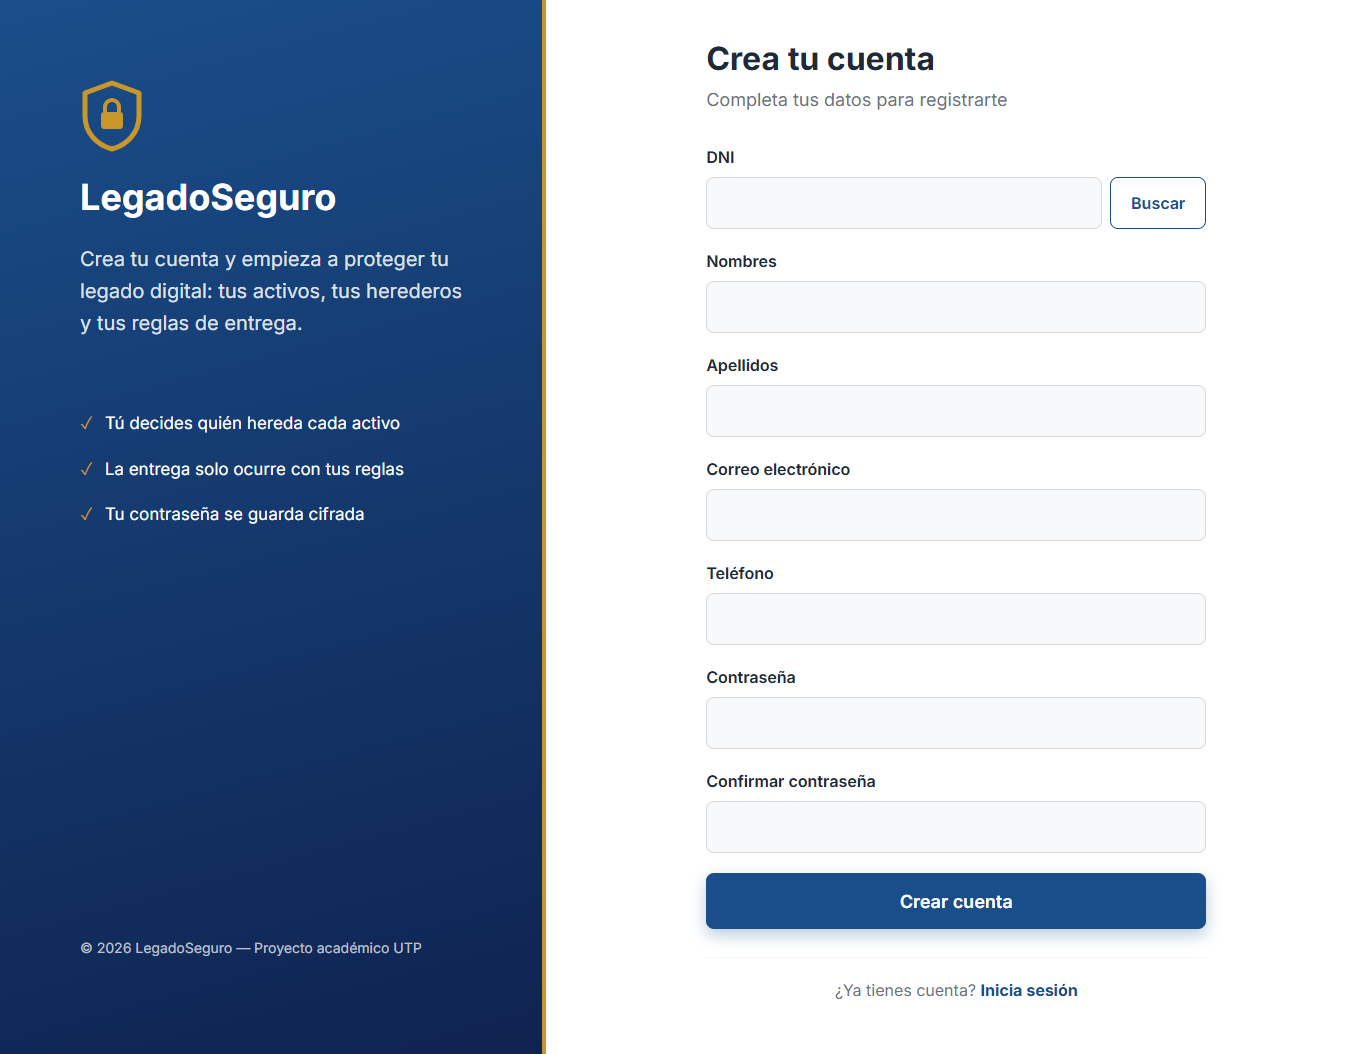 LegadoSeguro
Crea tu cuenta y empieza a proteger tu
legado digital: tus activos, tus herederos
y tus reglas de entrega.
✓ Tú decides quién hereda cada activo
✓ La entrega solo ocurre con tus reglas
✓ Tu contraseña se guarda cifrada
© 2026 LegadoSeguro — Proyecto académico UTP
Crea tu cuenta
Completa tus datos para registrarte
DNI
Buscar
Nombres
Apellidos
Correo electrónico
Teléfono
Contraseña
Confirmar contraseña
Crear cuenta
¿Ya tienes cuenta? Inicia sesión